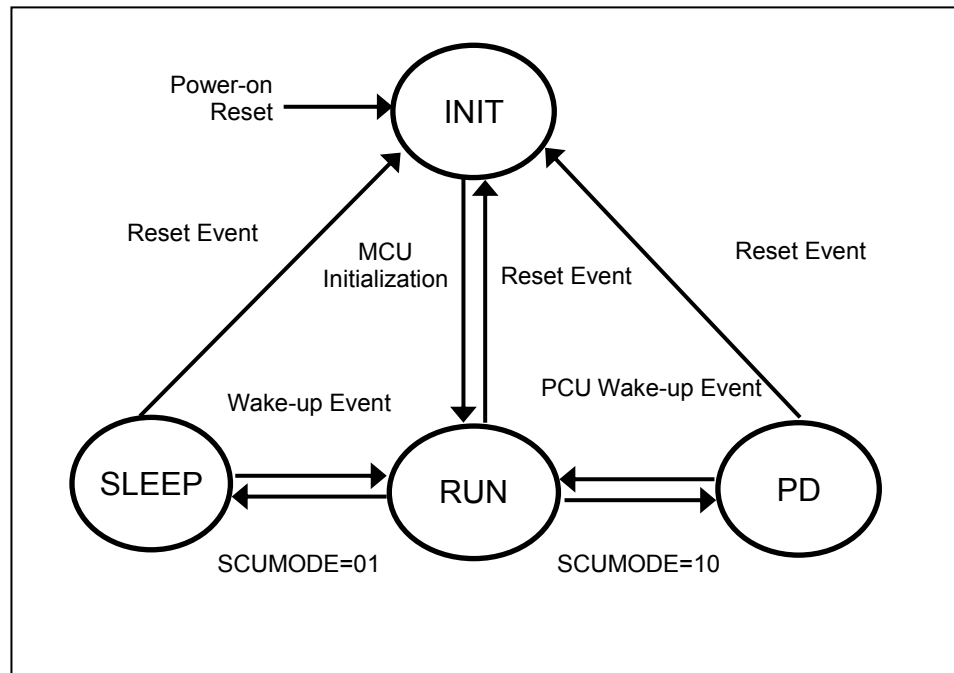 Power-on
Reset
INIT
Reset Event
MCU
Initialization
Reset Event
Reset Event
Wake-up Event
PCU Wake-up Event
SLEEP
RUN
PD
SCUMODE=01
SCUMODE=10